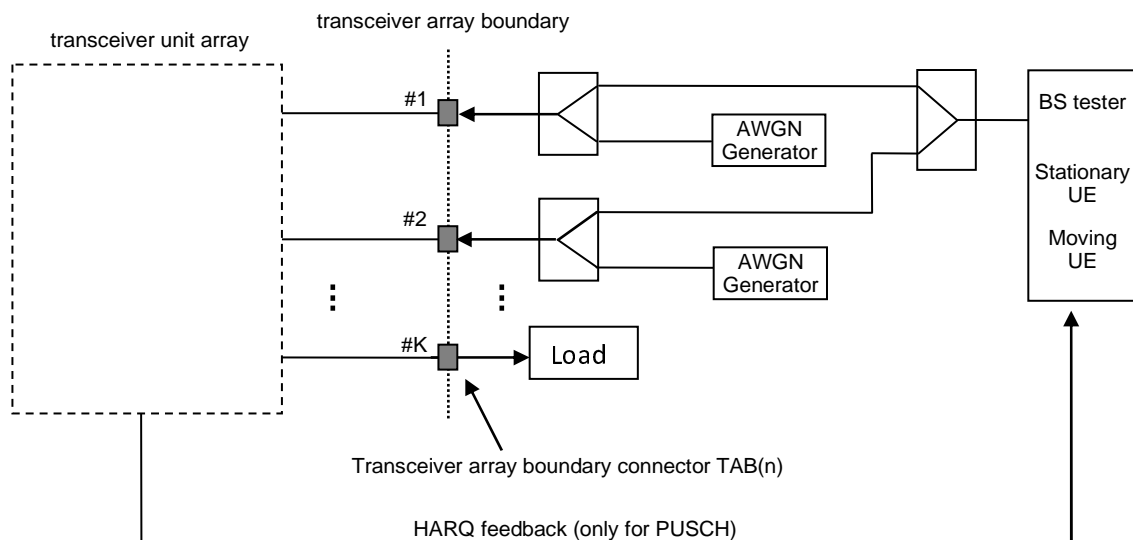 transceiver array boundary
transceiver unit array
#1
BS tester
AWGN
Generator
Stationary
UE
#2
Moving
UE
AWGN
Generator
#K
Load
Transceiver array boundary connector TAB(n)
HARQ feedback (only for PUSCH)